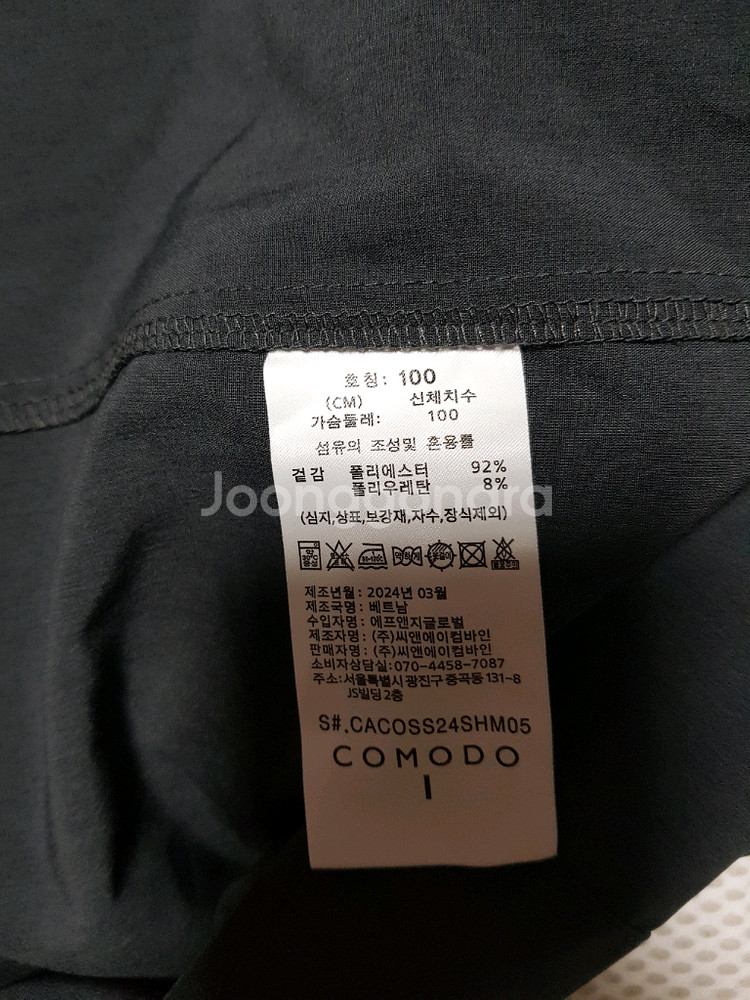 호칭: 100
(CM) 신체치수
가슴둘레: 100
섬유의 조성및 혼용률
겉감 폴리에스터 92%
폴리우레탄 8%
Joonggonara
(심지,상표,보강재,자수,장식제외)
제조년월: 2024년 03월
제조국명: 베트남
수입자명: 에프앤지글로벌
제조자명: (주)씨앤에이컴바인
판매자명: (주)씨앤에이컴바인
소비자상담실:070-4458-7087
주소:서울특별시 광진구 중곡동 131-8
JS빌딩 2층
S#.CACOSS24SHM05
COMODO
I